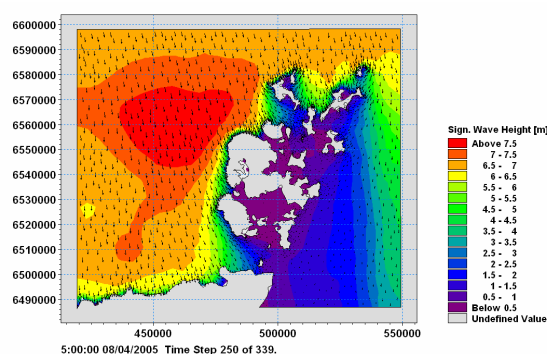 6600000
6590000
6580000
6570000
6560000
6550000
6540000
6530000
6520000
6510000
6500000
6490000
450000 500000 550000
5:00:00 08/04/2005 Time Step 250 of 339.
Sign. Wave Height [m]
Above 7.5
7 - 7.5
6.5 - 7
6 - 6.5
5.5 - 6
5 - 5.5
4.5 - 5
4 - 4.5
3.5 - 4
3 - 3.5
2.5 - 3
2 - 2.5
1.5 - 2
1 - 1.5
0.5 - 1
Below 0.5
Undefined Value